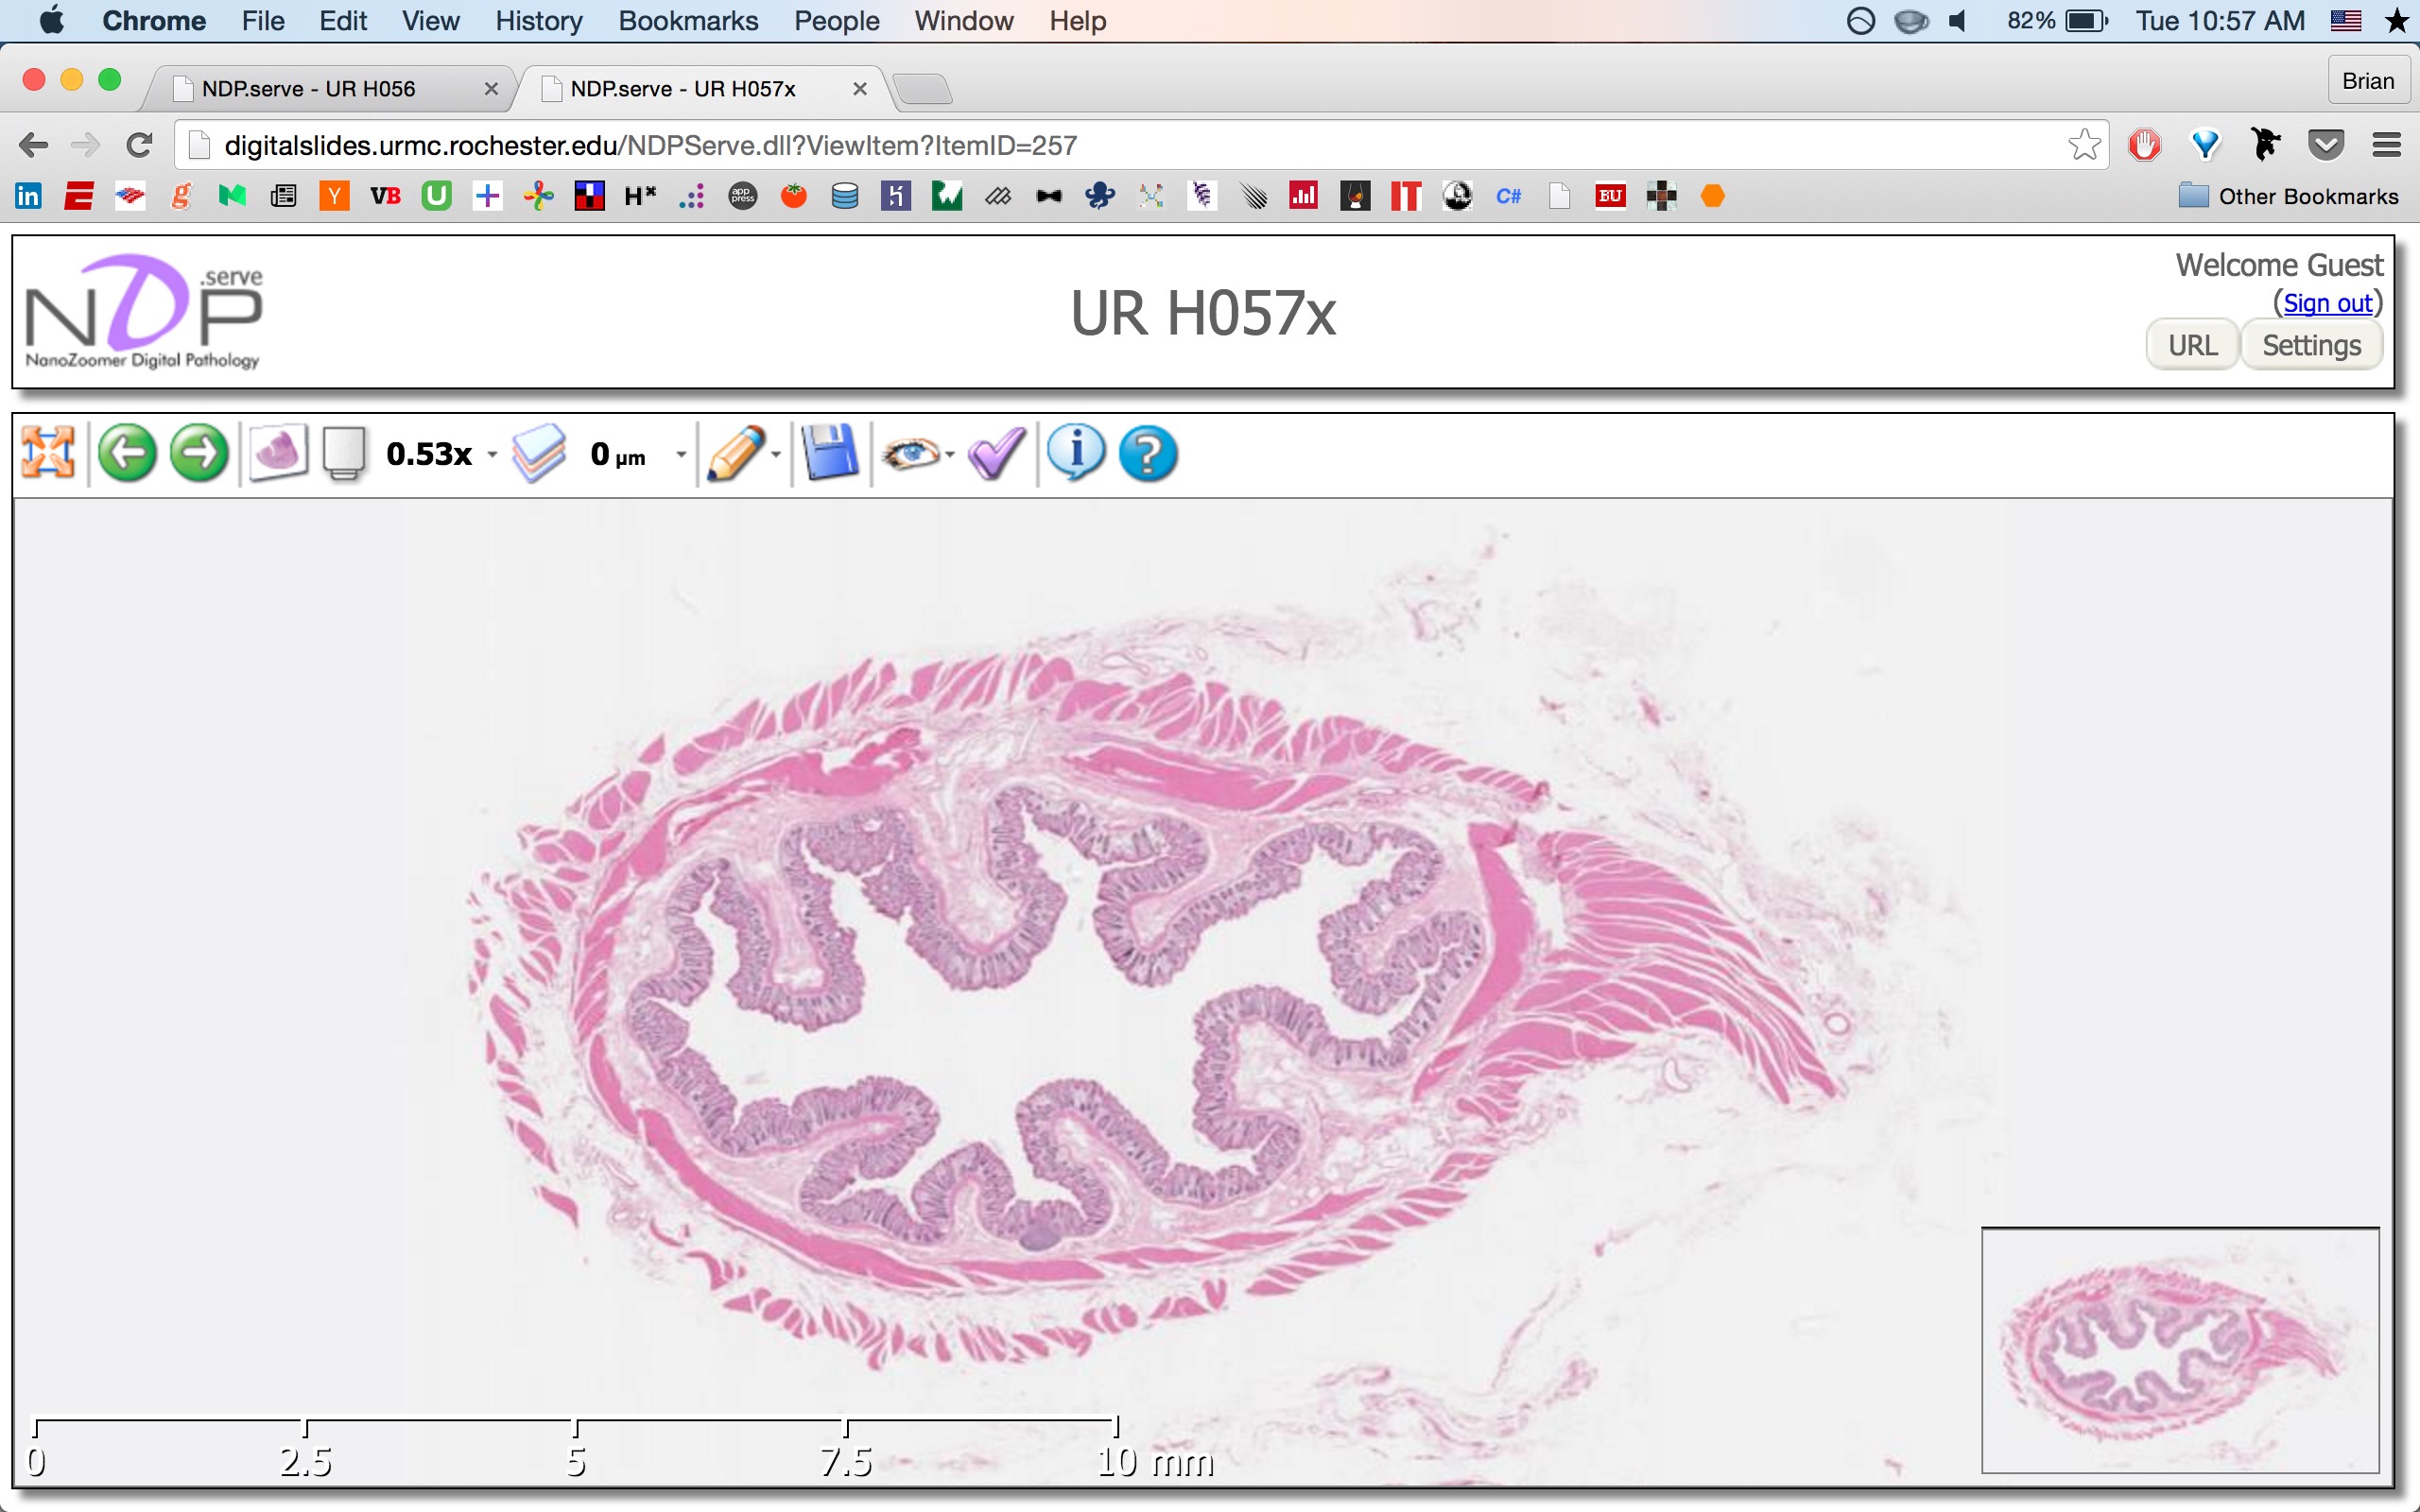 Chrome File Edit View History Bookmarks People Window Help 82% Tue 10:57 AM
NDP.serve - UR H056 NDP.serve - UR H057x Brian
digitalslides.urmc.rochester.edu/NDPServe.dll?ViewItem?ItemID=257
in g Y VB U H* app press h IT C# BU Other Bookmarks
NDP .serve
NanoZoomer Digital Pathology
UR H057x
Welcome Guest
(Sign out)
URL Settings
0.53x 0 µm i ?
0 2.5 5 7.5 10 mm